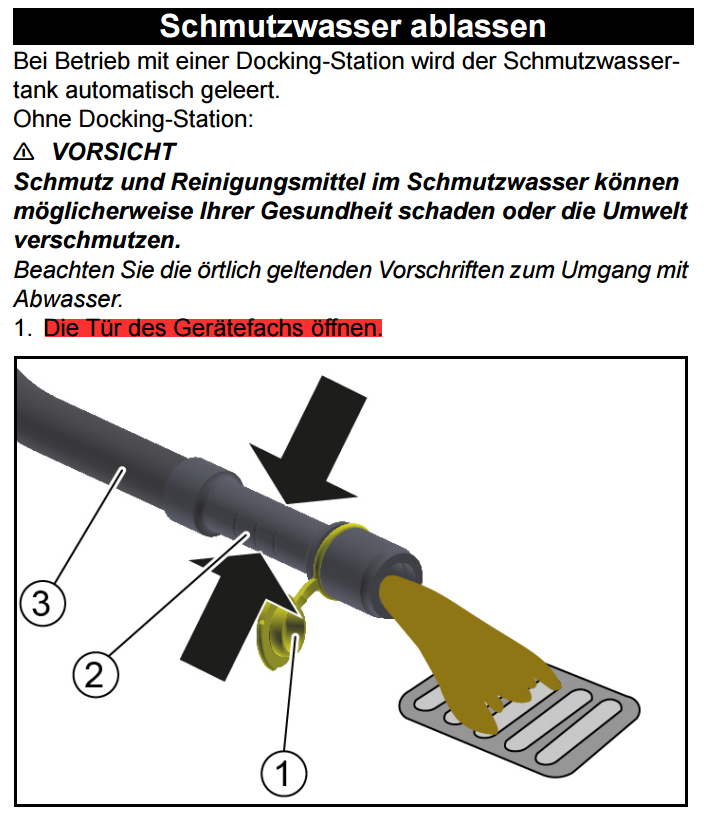 Schmutzwasser ablassen
Bei Betrieb mit einer Docking-Station wird der Schmutzwasser-
tank automatisch geleert.
Ohne Docking-Station:
⚠ VORSICHT
Schmutz und Reinigungsmittel im Schmutzwasser können
möglicherweise Ihrer Gesundheit schaden oder die Umwelt
verschmutzen.
Beachten Sie die örtlich geltenden Vorschriften zum Umgang mit
Abwasser.
1. Die Tür des Gerätefachs öffnen.
3
2
1